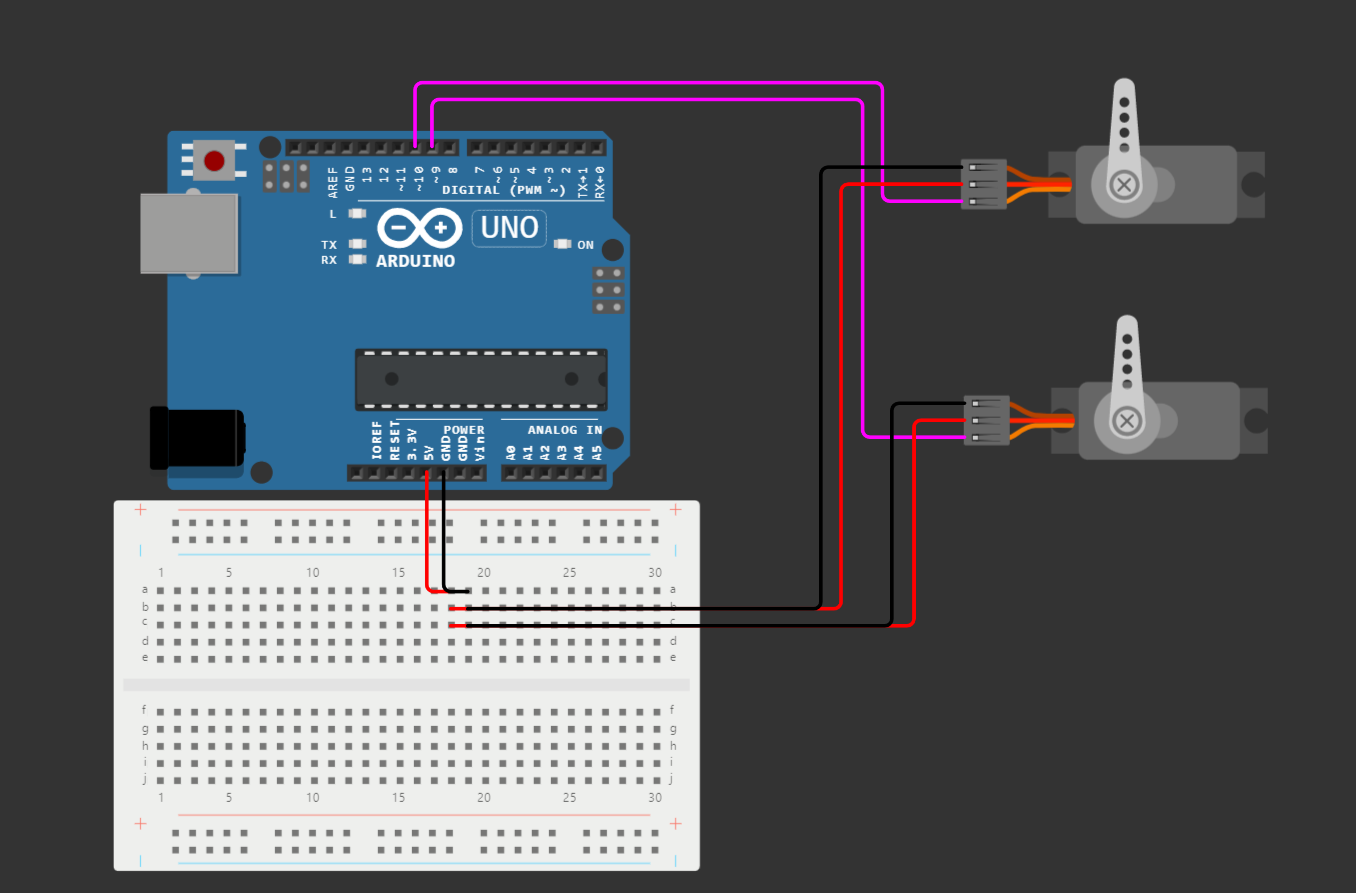 AREF
GND
13
12
~11
~10
~9
8
7
~6
~5
4
~3
2
TX→1
RX←0
DIGITAL (PWM ~)
L
TX
RX
UNO
ON
ARDUINO
POWER
ANALOG IN
IOREF
RESET
3.3V
5V
GND
GND
Vin
A0
A1
A2
A3
A4
A5
1 5 10 15 20 25 30
a a
b b
c c
d d
e e
f f
g g
h h
i i
j j
1 5 10 15 20 25 30